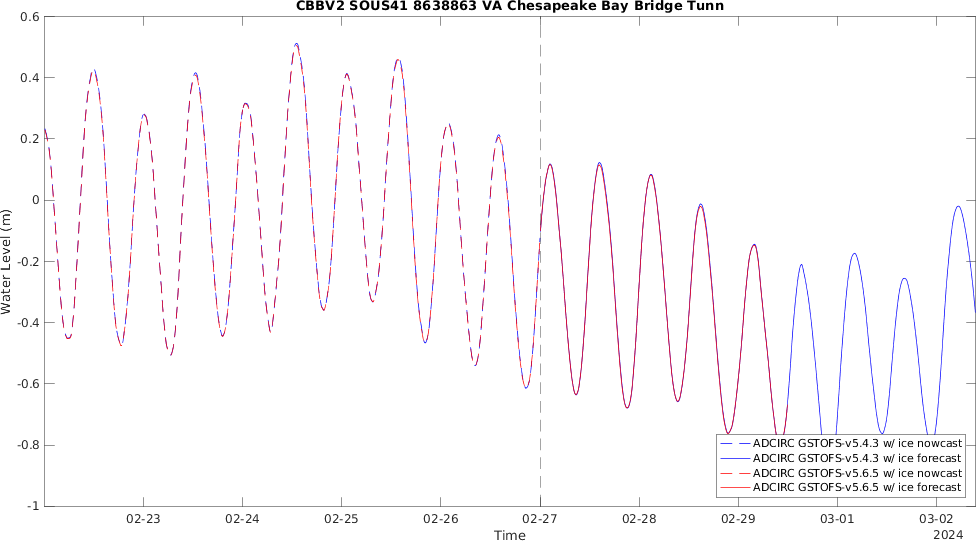 CBBV2 SOUS41 8638863 VA Chesapeake Bay Bridge Tunn
0.6
0.4
0.2
0
-0.2
-0.4
-0.6
-0.8
-1
Water Level (m)
ADCIRC GSTOFS-v5.4.3 w/ ice nowcast
ADCIRC GSTOFS-v5.4.3 w/ ice forecast
ADCIRC GSTOFS-v5.6.5 w/ ice nowcast
ADCIRC GSTOFS-v5.6.5 w/ ice forecast
02-23 02-24 02-25 02-26 02-27 02-28 02-29 03-01 03-02
Time
2024